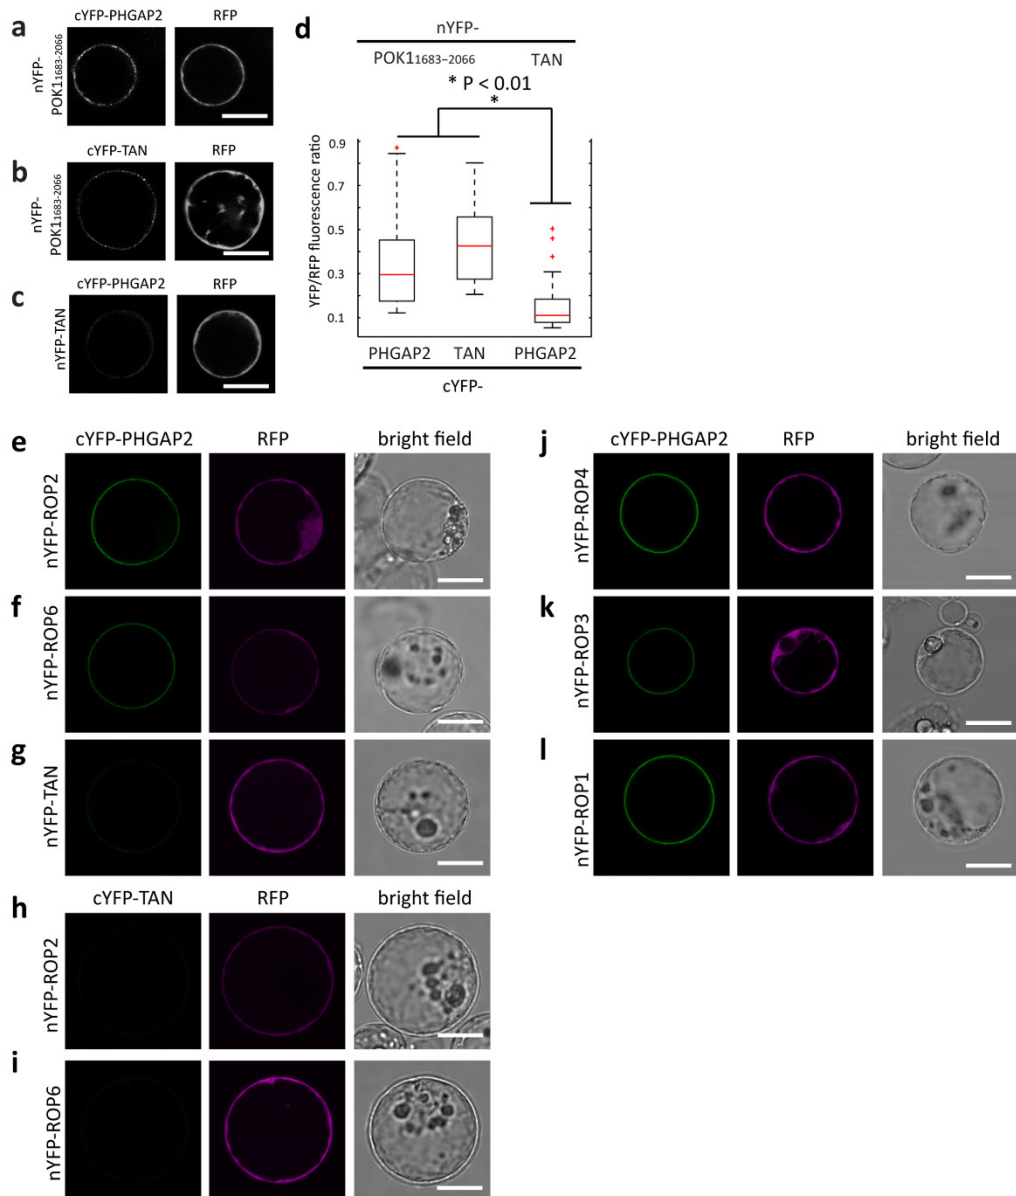 a
cYFP-PHGAP2
RFP
nYFP-
POK11683-2066
b
cYFP-TAN
RFP
nYFP-
POK11683-2066
c
cYFP-PHGAP2
RFP
nYFP-TAN
d
nYFP-
POK11683–2066
TAN
* P < 0.01
*
YFP/RFP fluorescence ratio
0.9
0.7
0.5
0.3
0.1
PHGAP2
TAN
PHGAP2
cYFP-
e
cYFP-PHGAP2
RFP
bright field
nYFP-ROP2
f
nYFP-ROP6
g
nYFP-TAN
h
cYFP-TAN
RFP
bright field
nYFP-ROP2
i
nYFP-ROP6
j
cYFP-PHGAP2
RFP
bright field
nYFP-ROP4
k
nYFP-ROP3
l
nYFP-ROP1